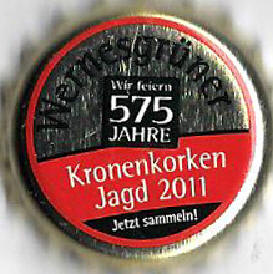 Wernesgrüner
Wir feiern
575
JAHRE
Kronenkorken
Jagd 2011
Jetzt sammeln!